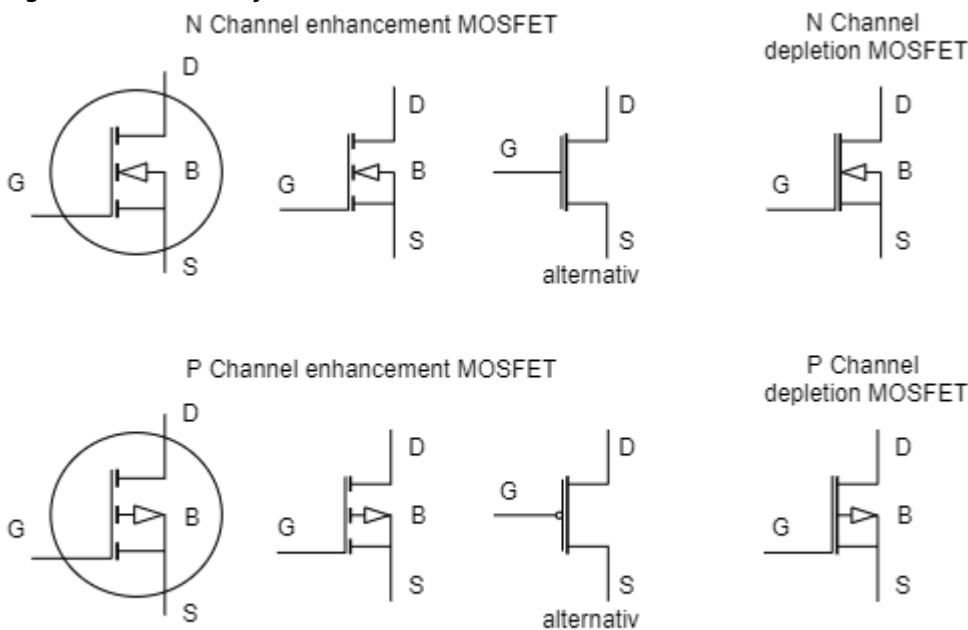 N Channel enhancement MOSFET
N Channel
depletion MOSFET
D
G
B
S
D
G
B
S
G
D
S
alternativ
D
G
B
S
P Channel enhancement MOSFET
P Channel
depletion MOSFET
D
G
B
S
D
G
B
S
G
D
S
alternativ
D
G
B
S